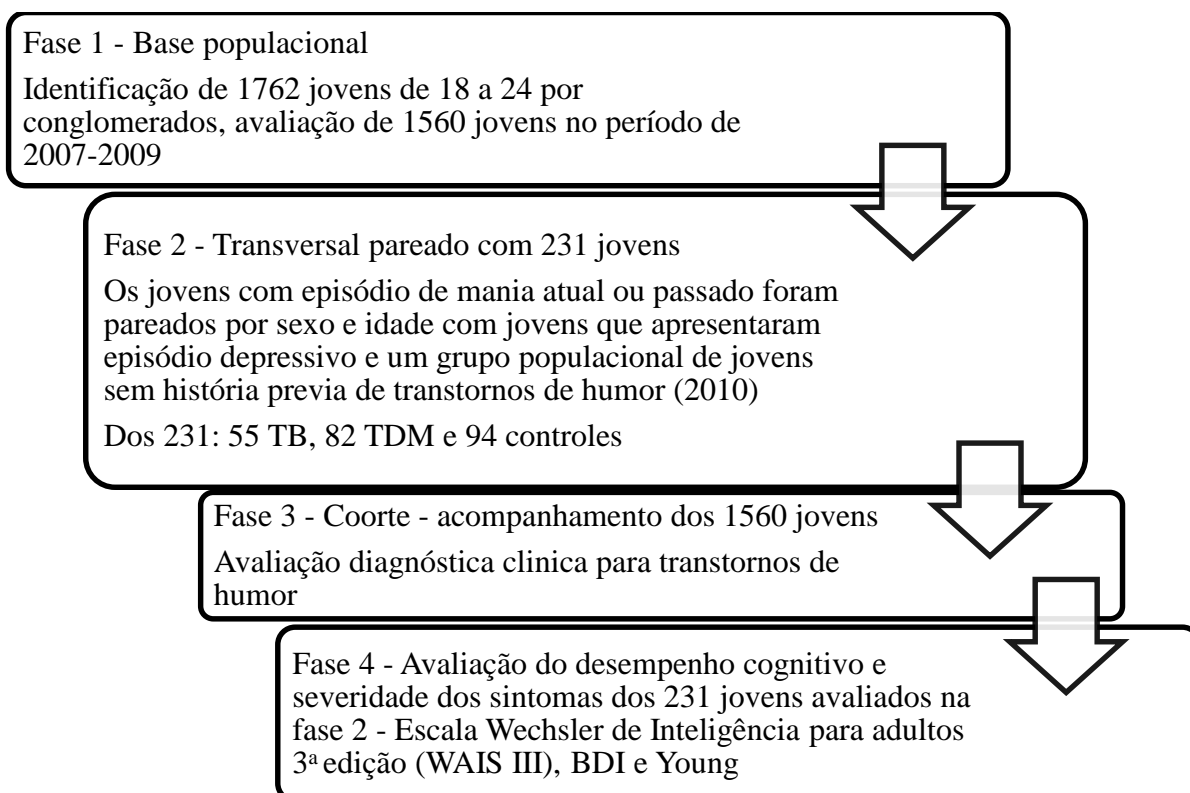 Fase 1 - Base populacional
Identificação de 1762 jovens de 18 a 24 por
conglomerados, avaliação de 1560 jovens no período de
2007-2009
Fase 2 - Transversal pareado com 231 jovens
Os jovens com episódio de mania atual ou passado foram
pareados por sexo e idade com jovens que apresentaram
episódio depressivo e um grupo populacional de jovens
sem história previa de transtornos de humor (2010)
Dos 231: 55 TB, 82 TDM e 94 controles
Fase 3 - Coorte - acompanhamento dos 1560 jovens
Avaliação diagnóstica clinica para transtornos de
humor
Fase 4 - Avaliação do desempenho cognitivo e
severidade dos sintomas dos 231 jovens avaliados na
fase 2 - Escala Wechsler de Inteligência para adultos
3ª edição (WAIS III), BDI e Young